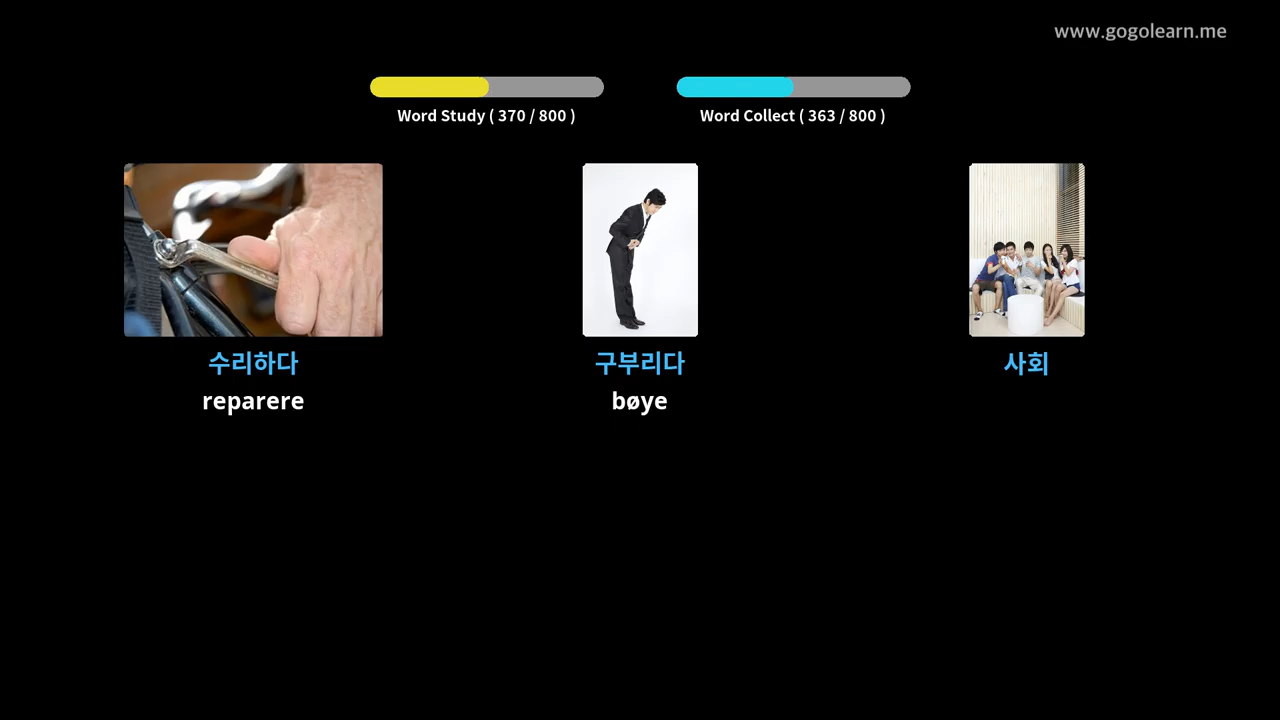 www.gogolearn.me
Word Study ( 370 / 800 )
Word Collect ( 363 / 800 )
수리하다
reparere
구부리다
bøye
사회